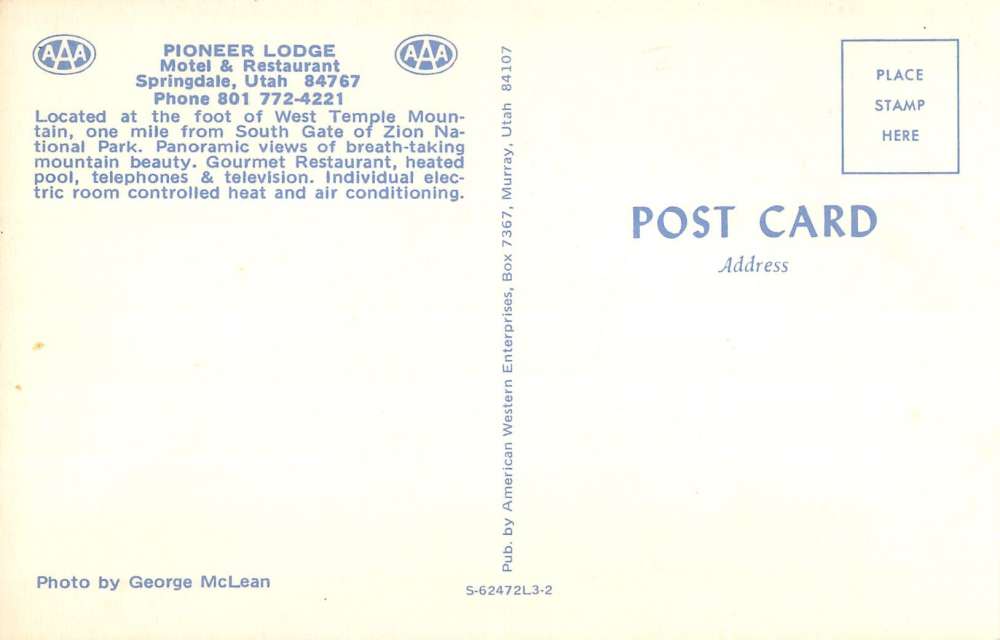 AAA
AAA
PIONEER LODGE
Motel & Restaurant
Springdale, Utah 84767
Phone 801 772-4221
Located at the foot of West Temple Moun-
tain, one mile from South Gate of Zion Na-
tional Park. Panoramic views of breath-taking
mountain beauty. Gourmet Restaurant, heated
pool, telephones & television. Individual elec-
tric room controlled heat and air conditioning.
Photo by George McLean
Pub. by American Western Enterprises, Box 7367, Murray, Utah 84107
S-62472L3-2
PLACE
STAMP
HERE
POST CARD
Address